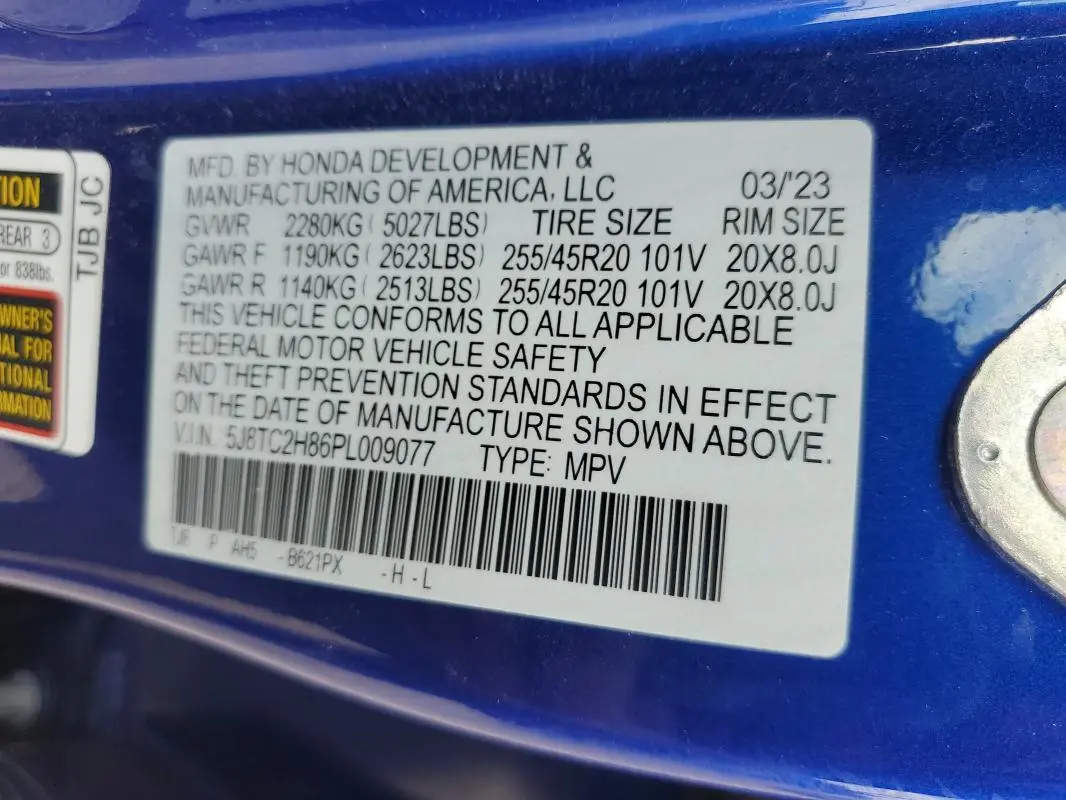 ION
REAR 3
or 838lbs.
WNER'S
AL FOR
TIONAL
RMATION
TJB JC
MFD. BY HONDA DEVELOPMENT &
MANUFACTURING OF AMERICA, LLC 03/'23
GVWR 2280KG ( 5027LBS) TIRE SIZE RIM SIZE
GAWR F 1190KG ( 2623LBS) 255/45R20 101V 20X8.0J
GAWR R 1140KG ( 2513LBS) 255/45R20 101V 20X8.0J
THIS VEHICLE CONFORMS TO ALL APPLICABLE
FEDERAL MOTOR VEHICLE SAFETY
AND THEFT PREVENTION STANDARDS IN EFFECT
ON THE DATE OF MANUFACTURE SHOWN ABOVE.
V.I.N. 5J8TC2H86PL009077 TYPE: MPV
TJB P AH5 - B621PX - H - L